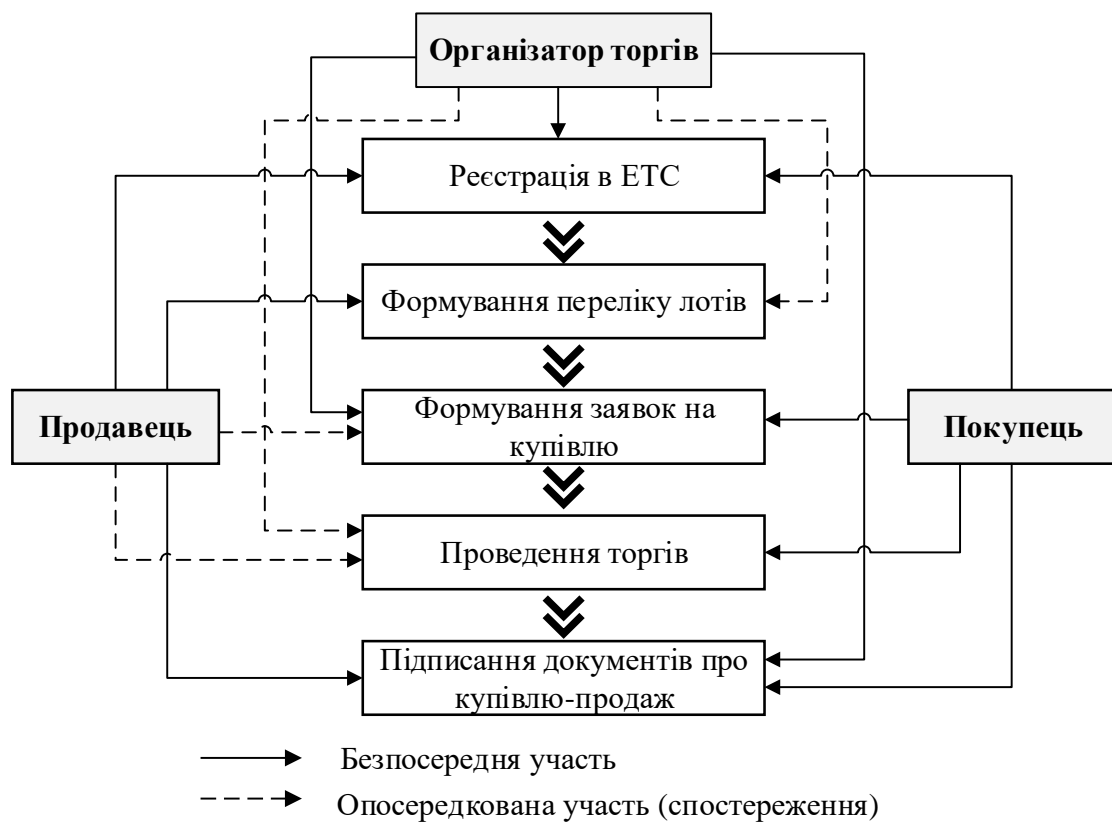 Організатор торгів
Реєстрація в ЕТС
Формування переліку лотів
Продавець
Формування заявок на
купівлю
Покупець
Проведення торгів
Підписання документів про
купівлю-продаж
Безпосередня участь
Опосередкована участь (спостереження)